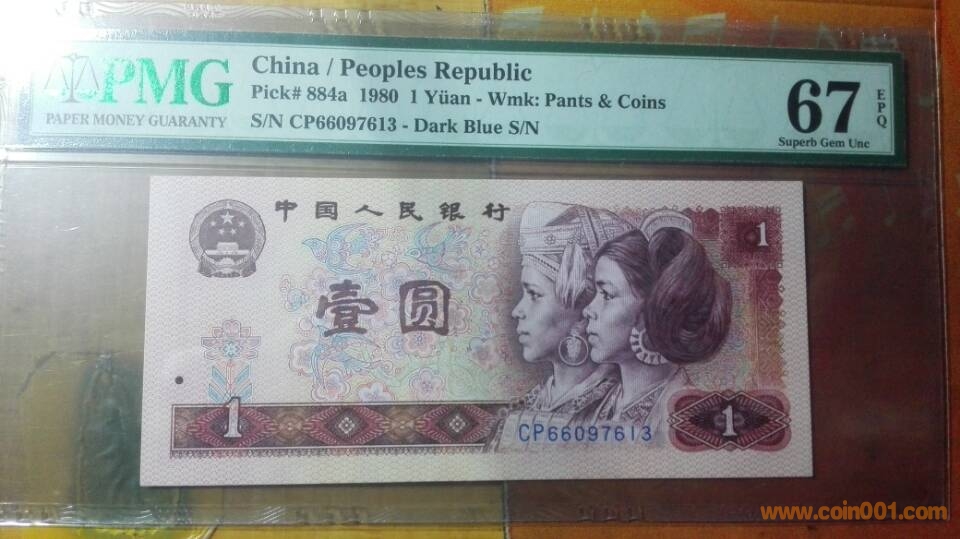 PMG
PAPER MONEY GUARANTY
China / Peoples Republic
Pick# 884a 1980 1 Yüan - Wmk: Pants & Coins
S/N CP66097613 - Dark Blue S/N
67
EPQ
Superb Gem Unc
中国人民银行
1
壹圆
1
CP66097613
1
www.coin001.com